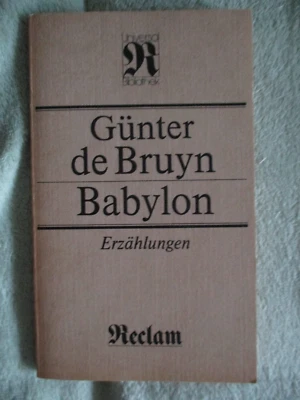 Universal
R
Bibliothek
Günter
de Bruyn
Babylon
Erzählungen
Reclam